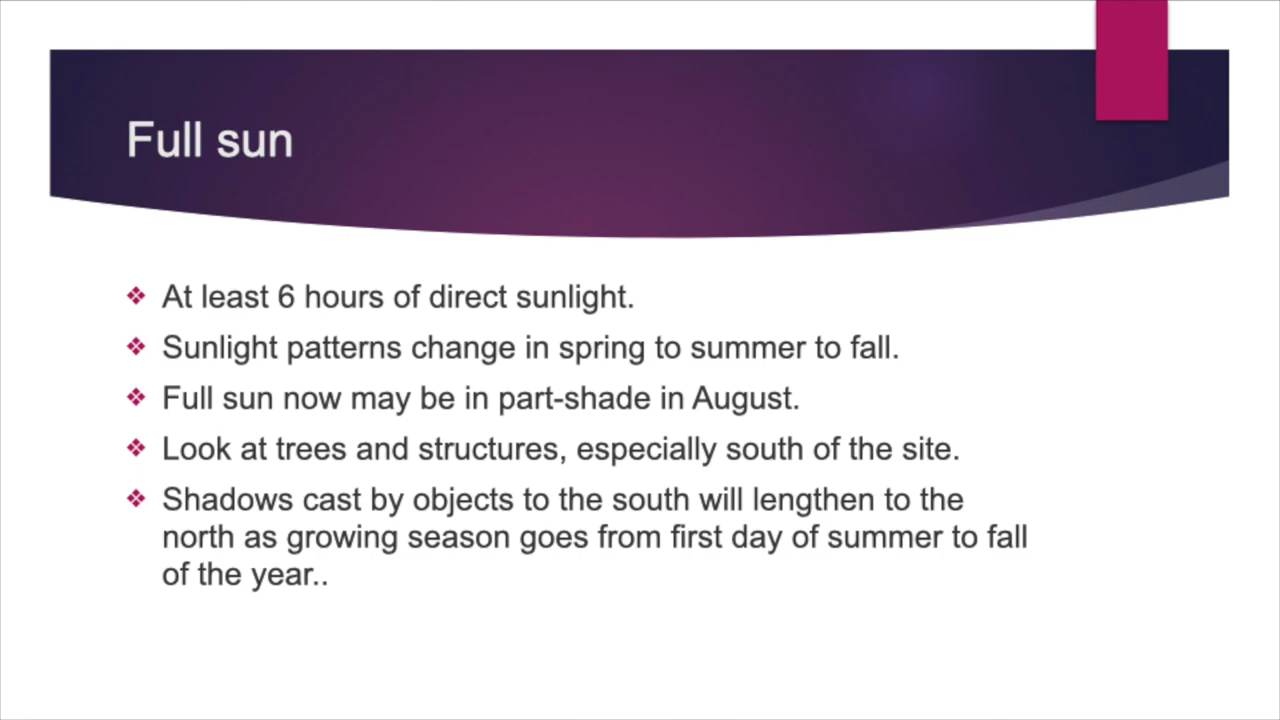 Full sun
At least 6 hours of direct sunlight.
Sunlight patterns change in spring to summer to fall.
Full sun now may be in part-shade in August.
Look at trees and structures, especially south of the site.
Shadows cast by objects to the south will lengthen to the
north as growing season goes from first day of summer to fall
of the year..